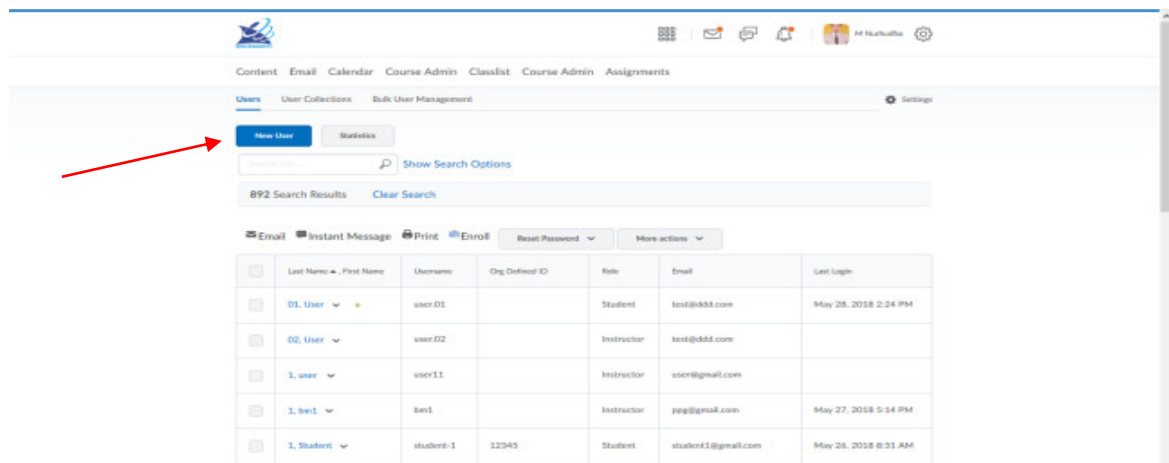 M Nurhudha
Content Email Calendar Course Admin Classlist Course Admin Assignments
Users User Collections Bulk User Management Settings
New User Statistics
Search For... Show Search Options
892 Search Results Clear Search
Email Instant Message Print Enroll Reset Password More actions
Last Name , First Name Username Org Defined ID Role Email Last Login
01, User user.01 Student test@ddd.com May 28, 2018 2:24 PM
02, User user.02 Instructor test@ddd.com
1, user user11 Instructor user@gmail.com
1, bm1 bm1 Instructor ppg@gmail.com May 27, 2018 5:14 PM
1, Student student-1 12345 Student student1@gmail.com May 26, 2018 8:31 AM